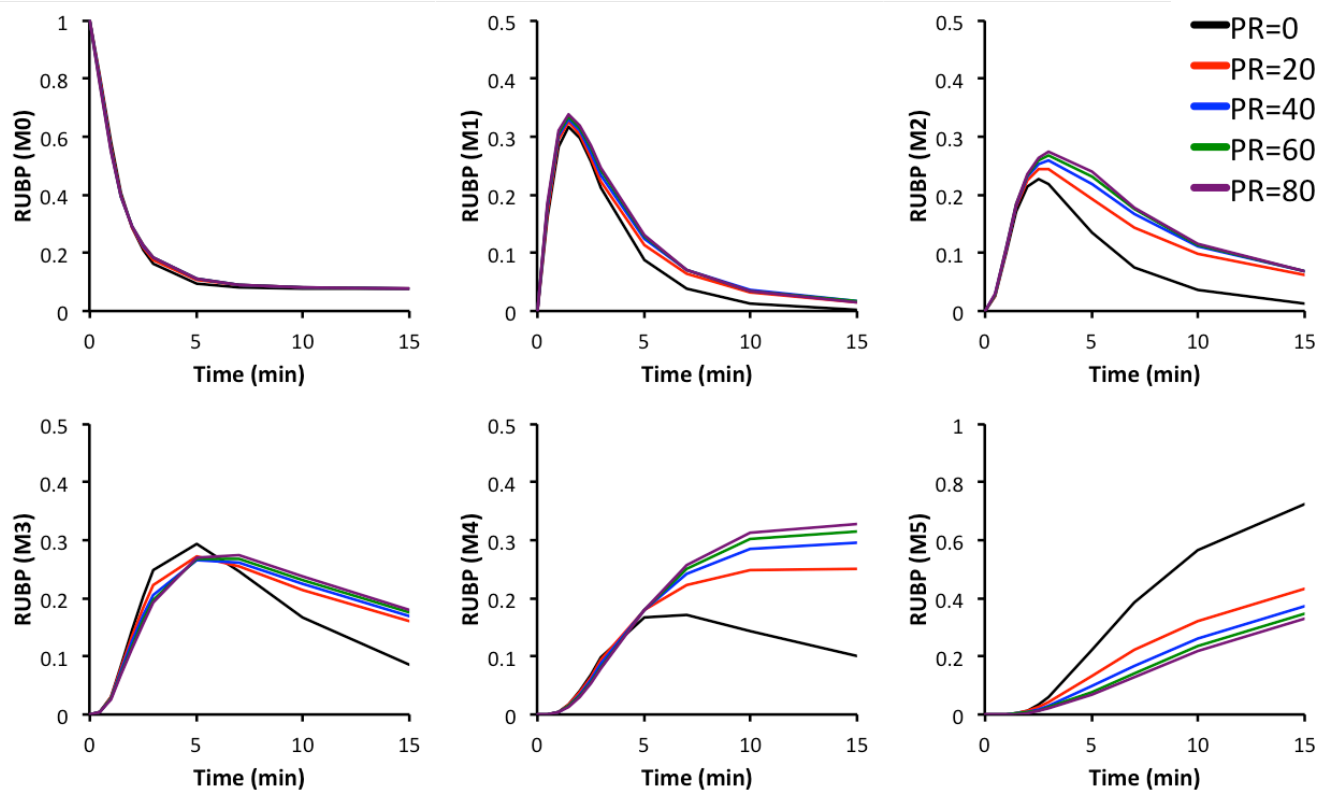 RUBP (M0)
1
0.8
0.6
0.4
0.2
0
0 5 10 15
Time (min)
RUBP (M1)
0.5
0.4
0.3
0.2
0.1
0
0 5 10 15
Time (min)
RUBP (M2)
0.5
0.4
0.3
0.2
0.1
0
0 5 10 15
Time (min)
PR=0
PR=20
PR=40
PR=60
PR=80
RUBP (M3)
0.5
0.4
0.3
0.2
0.1
0
0 5 10 15
Time (min)
RUBP (M4)
0.5
0.4
0.3
0.2
0.1
0
0 5 10 15
Time (min)
RUBP (M5)
1
0.8
0.6
0.4
0.2
0
0 5 10 15
Time (min)